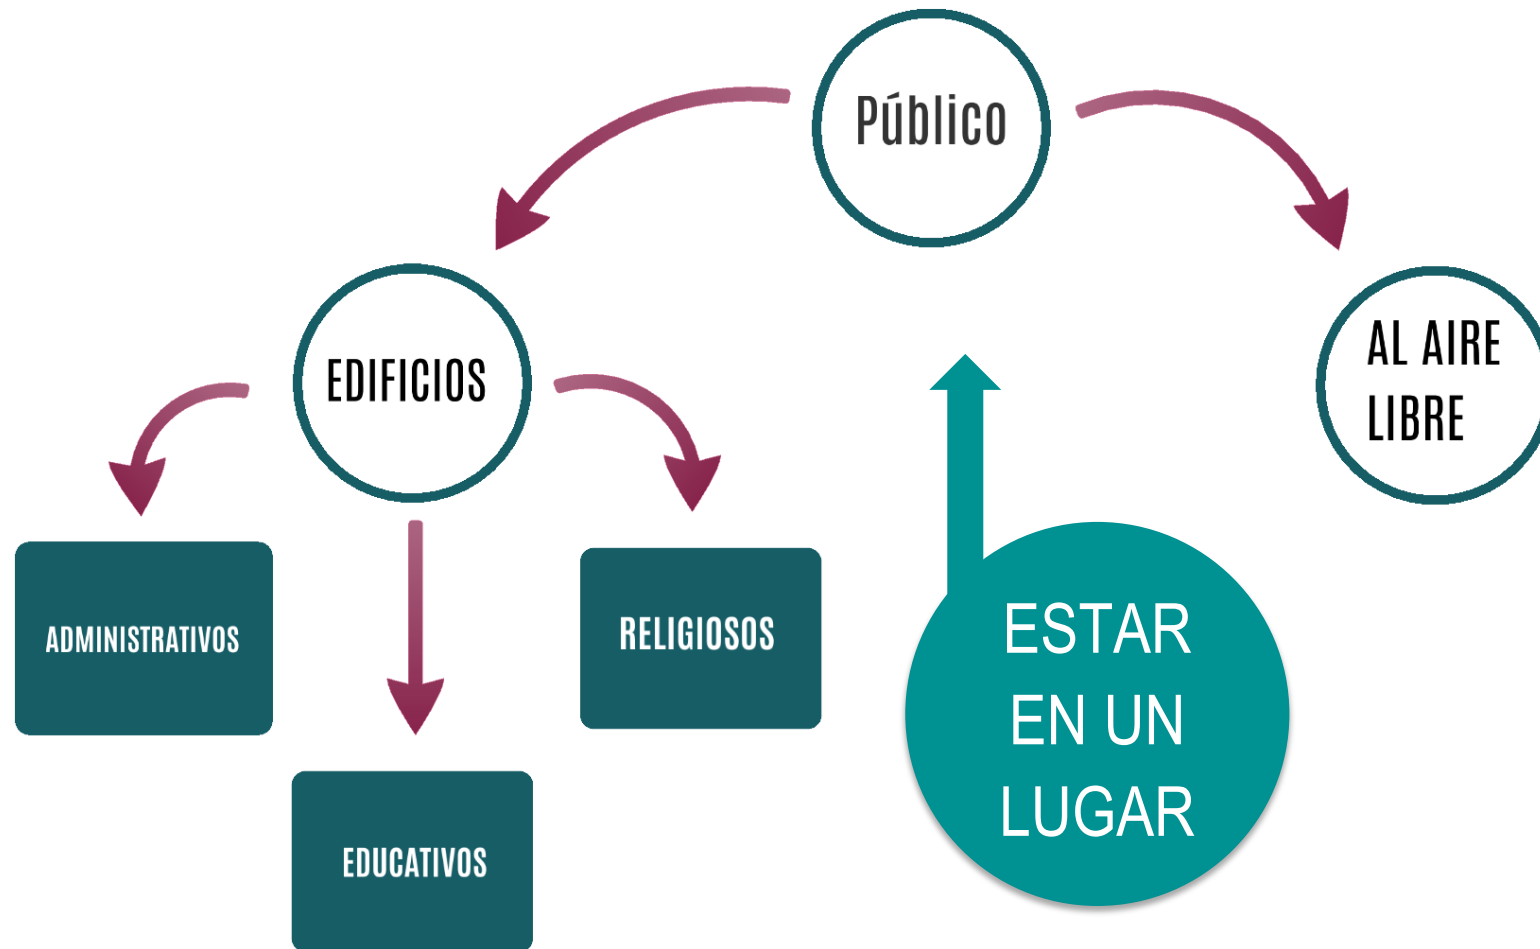 Público
EDIFICIOS
AL AIRE
LIBRE
ADMINISTRATIVOS
RELIGIOSOS
EDUCATIVOS
ESTAR
EN UN
LUGAR